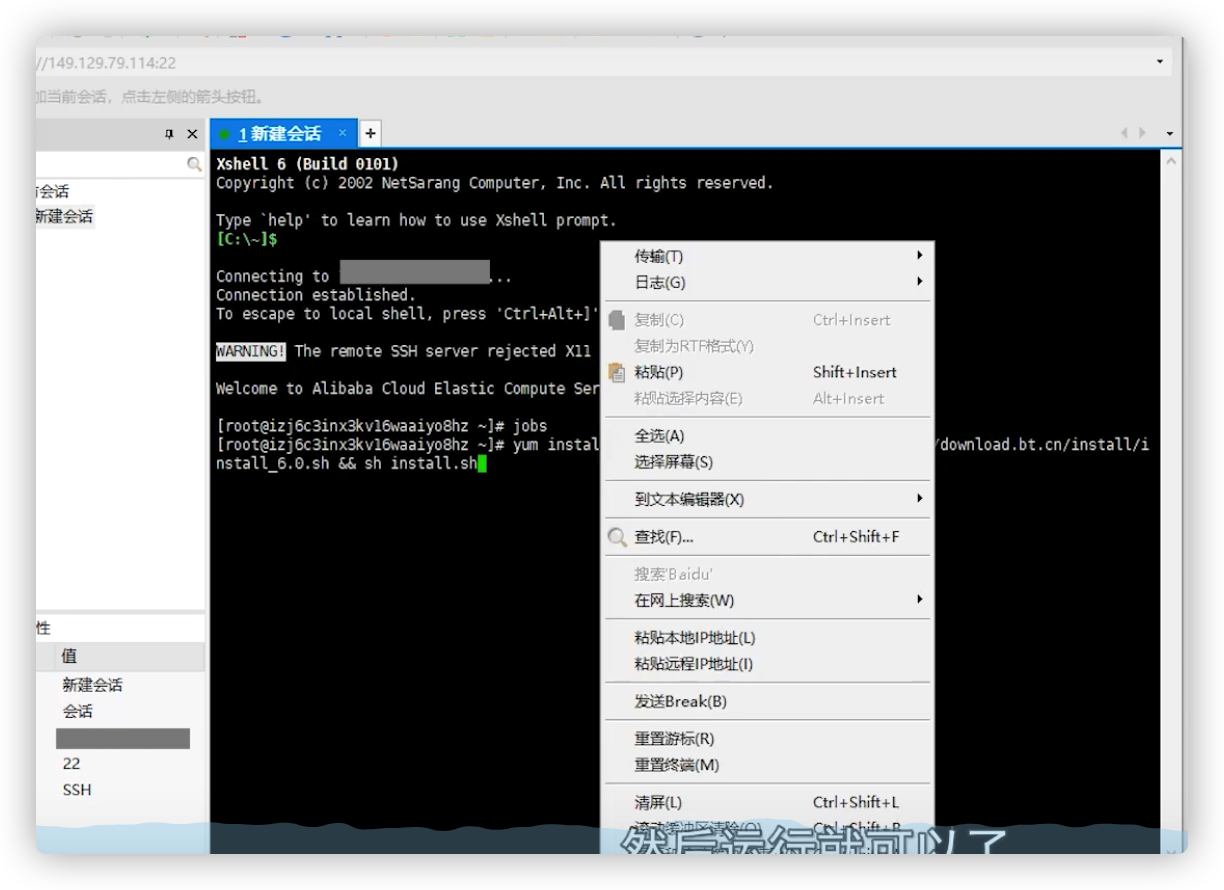 //149.129.79.114:22
加当前会话，点击左侧的箭头按钮。
1 新建会话 × +
会话
新建会话
Xshell 6 (Build 0101)
Copyright (c) 2002 NetSarang Computer, Inc. All rights reserved.
Type `help' to learn how to use Xshell prompt.
[C:\~]$
Connecting to ...
Connection established.
To escape to local shell, press 'Ctrl+Alt+]'
WARNING! The remote SSH server rejected X11
Welcome to Alibaba Cloud Elastic Compute Ser
[root@izj6c3inx3kv16waaiyo8hz ~]# jobs
[root@izj6c3inx3kv16waaiyo8hz ~]# yum instal /download.bt.cn/install/i
nstall_6.0.sh && sh install.sh
传输(T)
日志(G)
复制(C) Ctrl+Insert
复制为RTF格式(Y)
粘贴(P) Shift+Insert
粘贴选择内容(E) Alt+Insert
全选(A)
选择屏幕(S)
到文本编辑器(X)
查找(F)... Ctrl+Shift+F
搜索'Baidu'
在网上搜索(W)
粘贴本地IP地址(L)
粘贴远程IP地址(I)
发送Break(B)
重置游标(R)
重置终端(M)
清屏(L) Ctrl+Shift+L
滚动缓冲区清除(O) Ctrl+Shift+B
性
值
新建会话
会话
22
SSH
然后运行就可以了